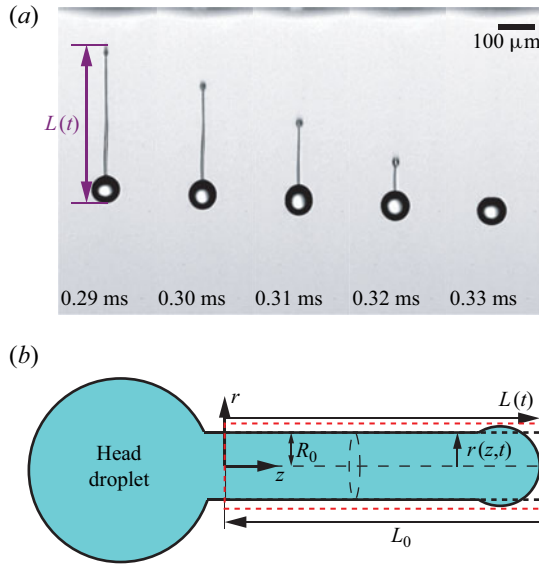 (a)
100 μm
L(t)
0.29 ms 0.30 ms 0.31 ms 0.32 ms 0.33 ms
(b)
r
L(t)
Head
droplet
R₀
r(z,t)
z
L₀